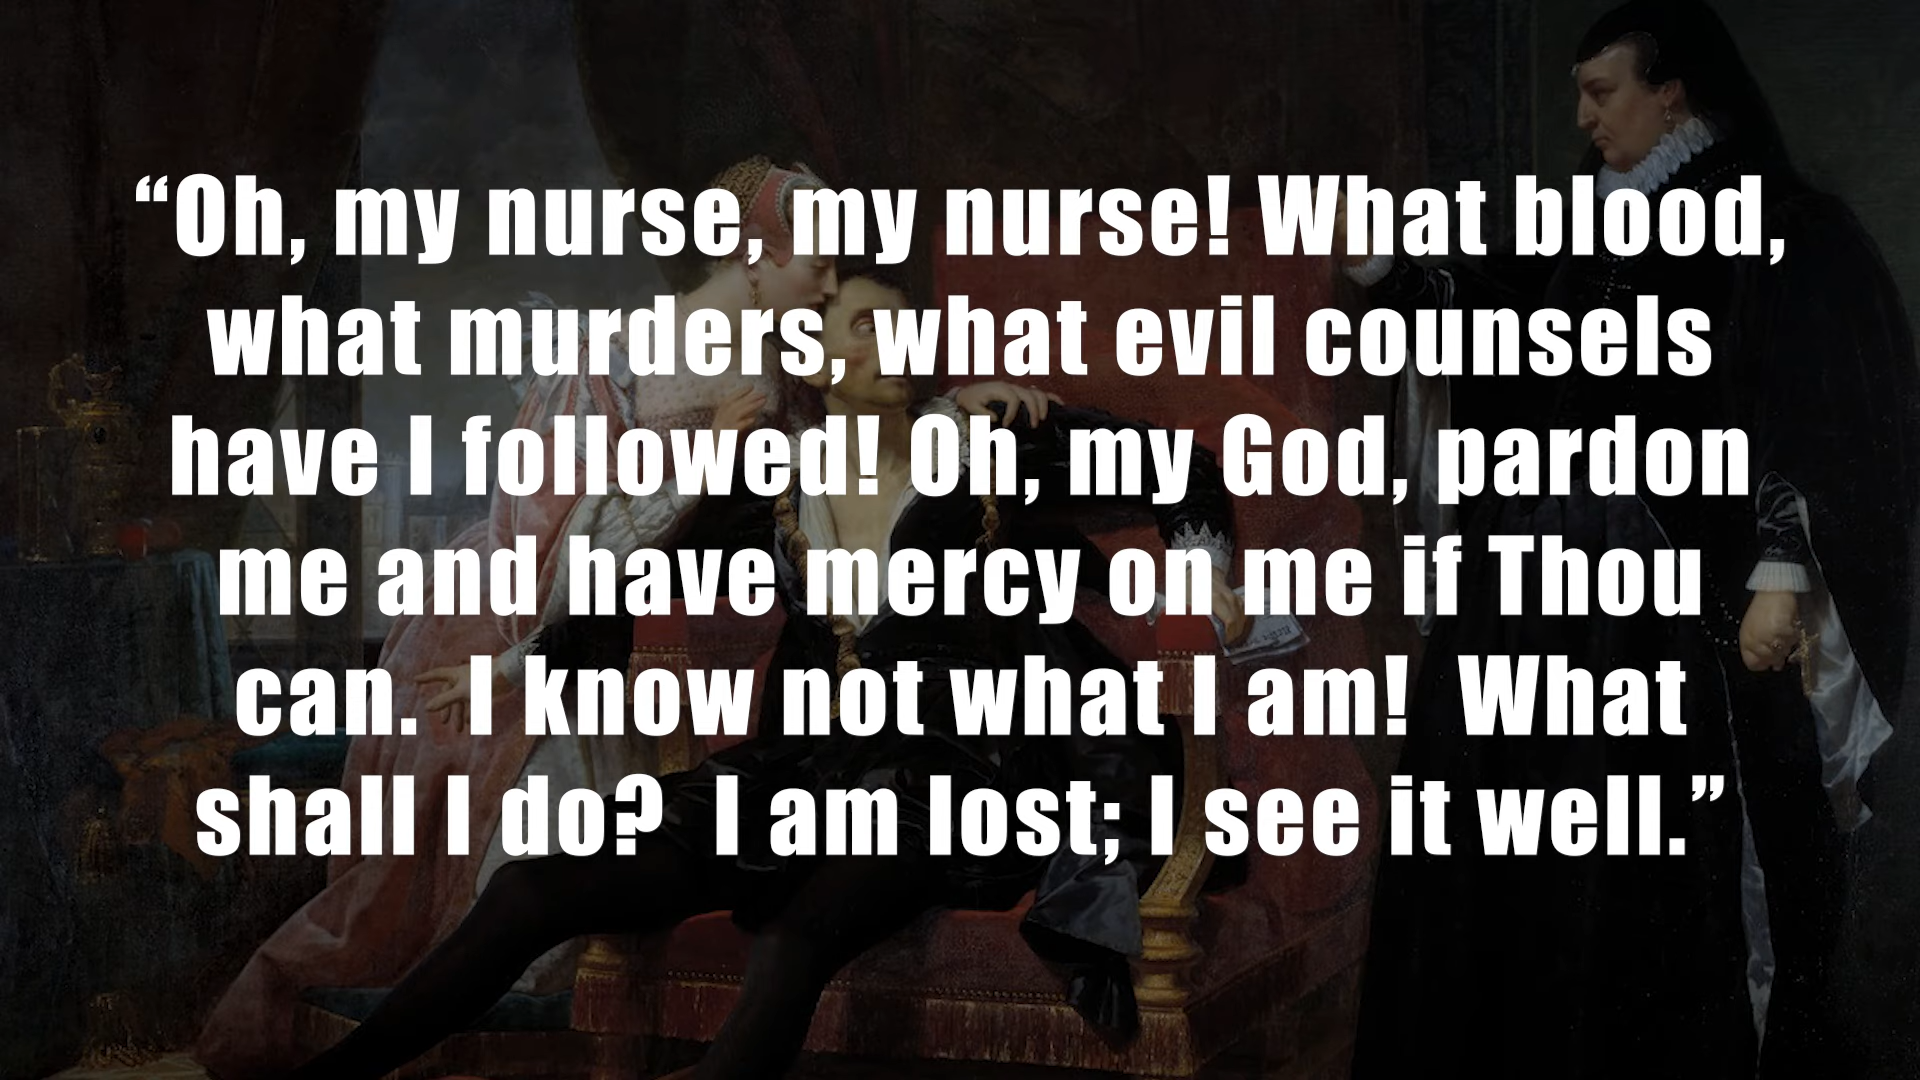 “Oh, my nurse, my nurse! What blood,
what murders, what evil counsels
have I followed! Oh, my God, pardon
me and have mercy on me if Thou
can.  I know not what I am!  What
shall I do?  I am lost; I see it well.”